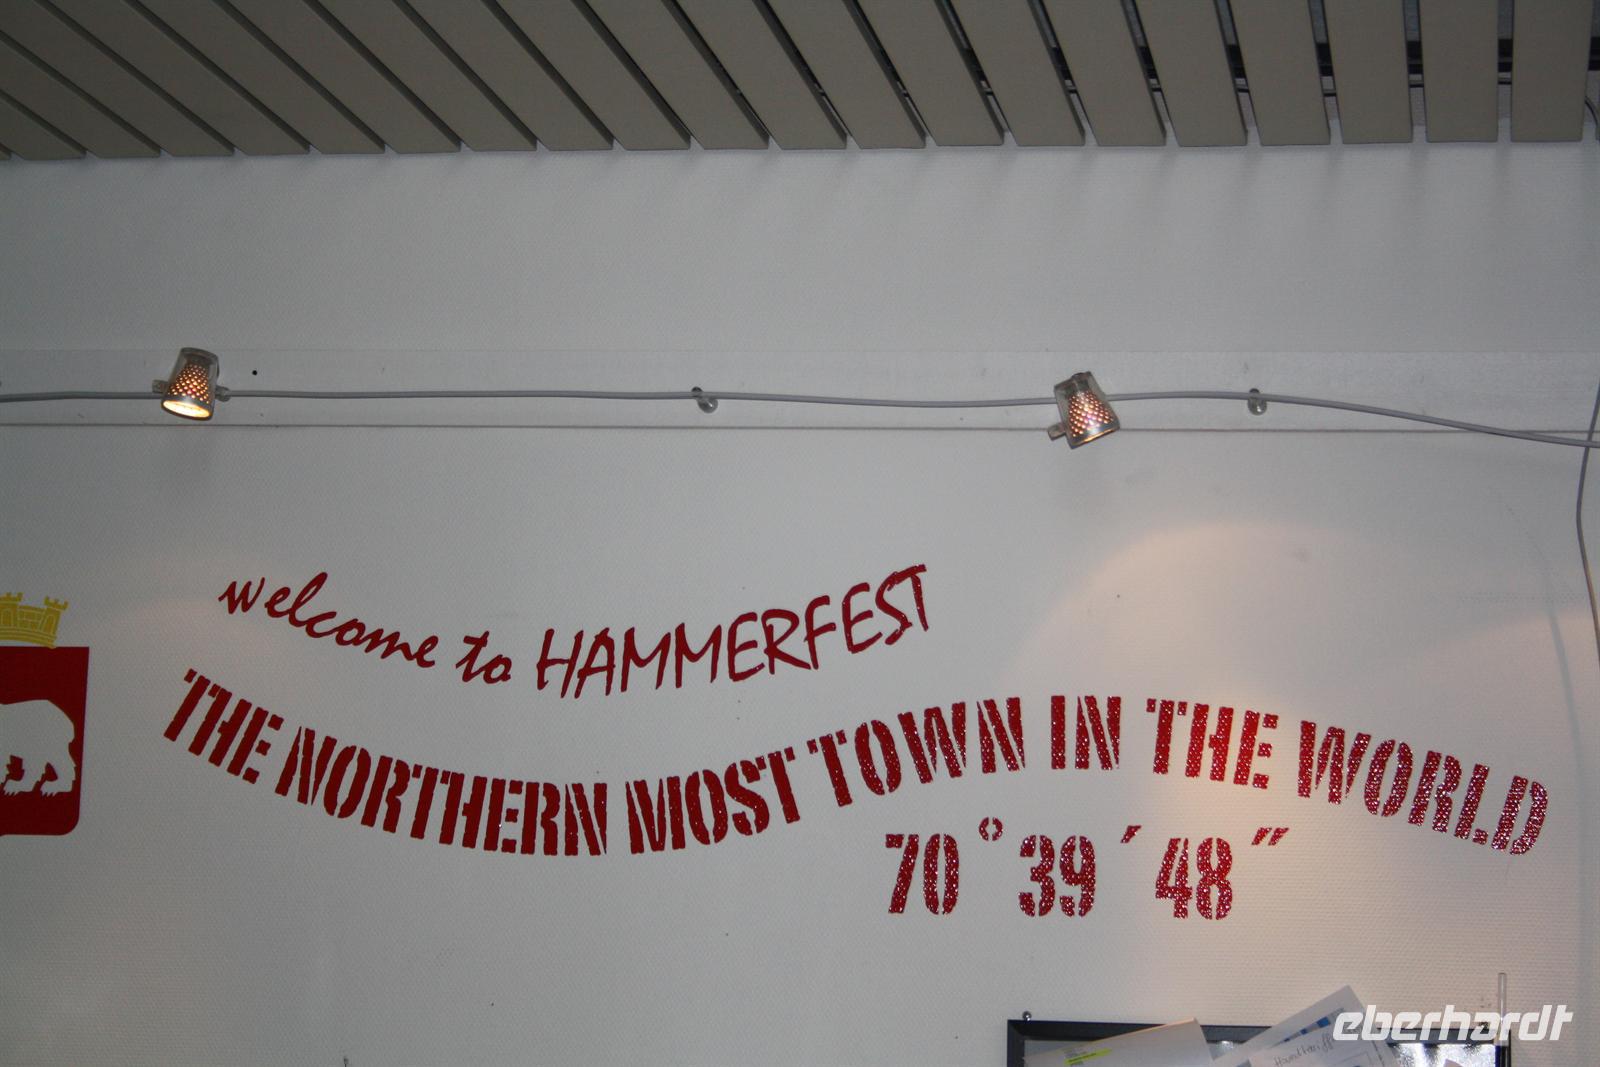 welcome to HAMMERFEST
THE NORTHERN MOST TOWN IN THE WORLD
70° 39′ 48″
eberhardt